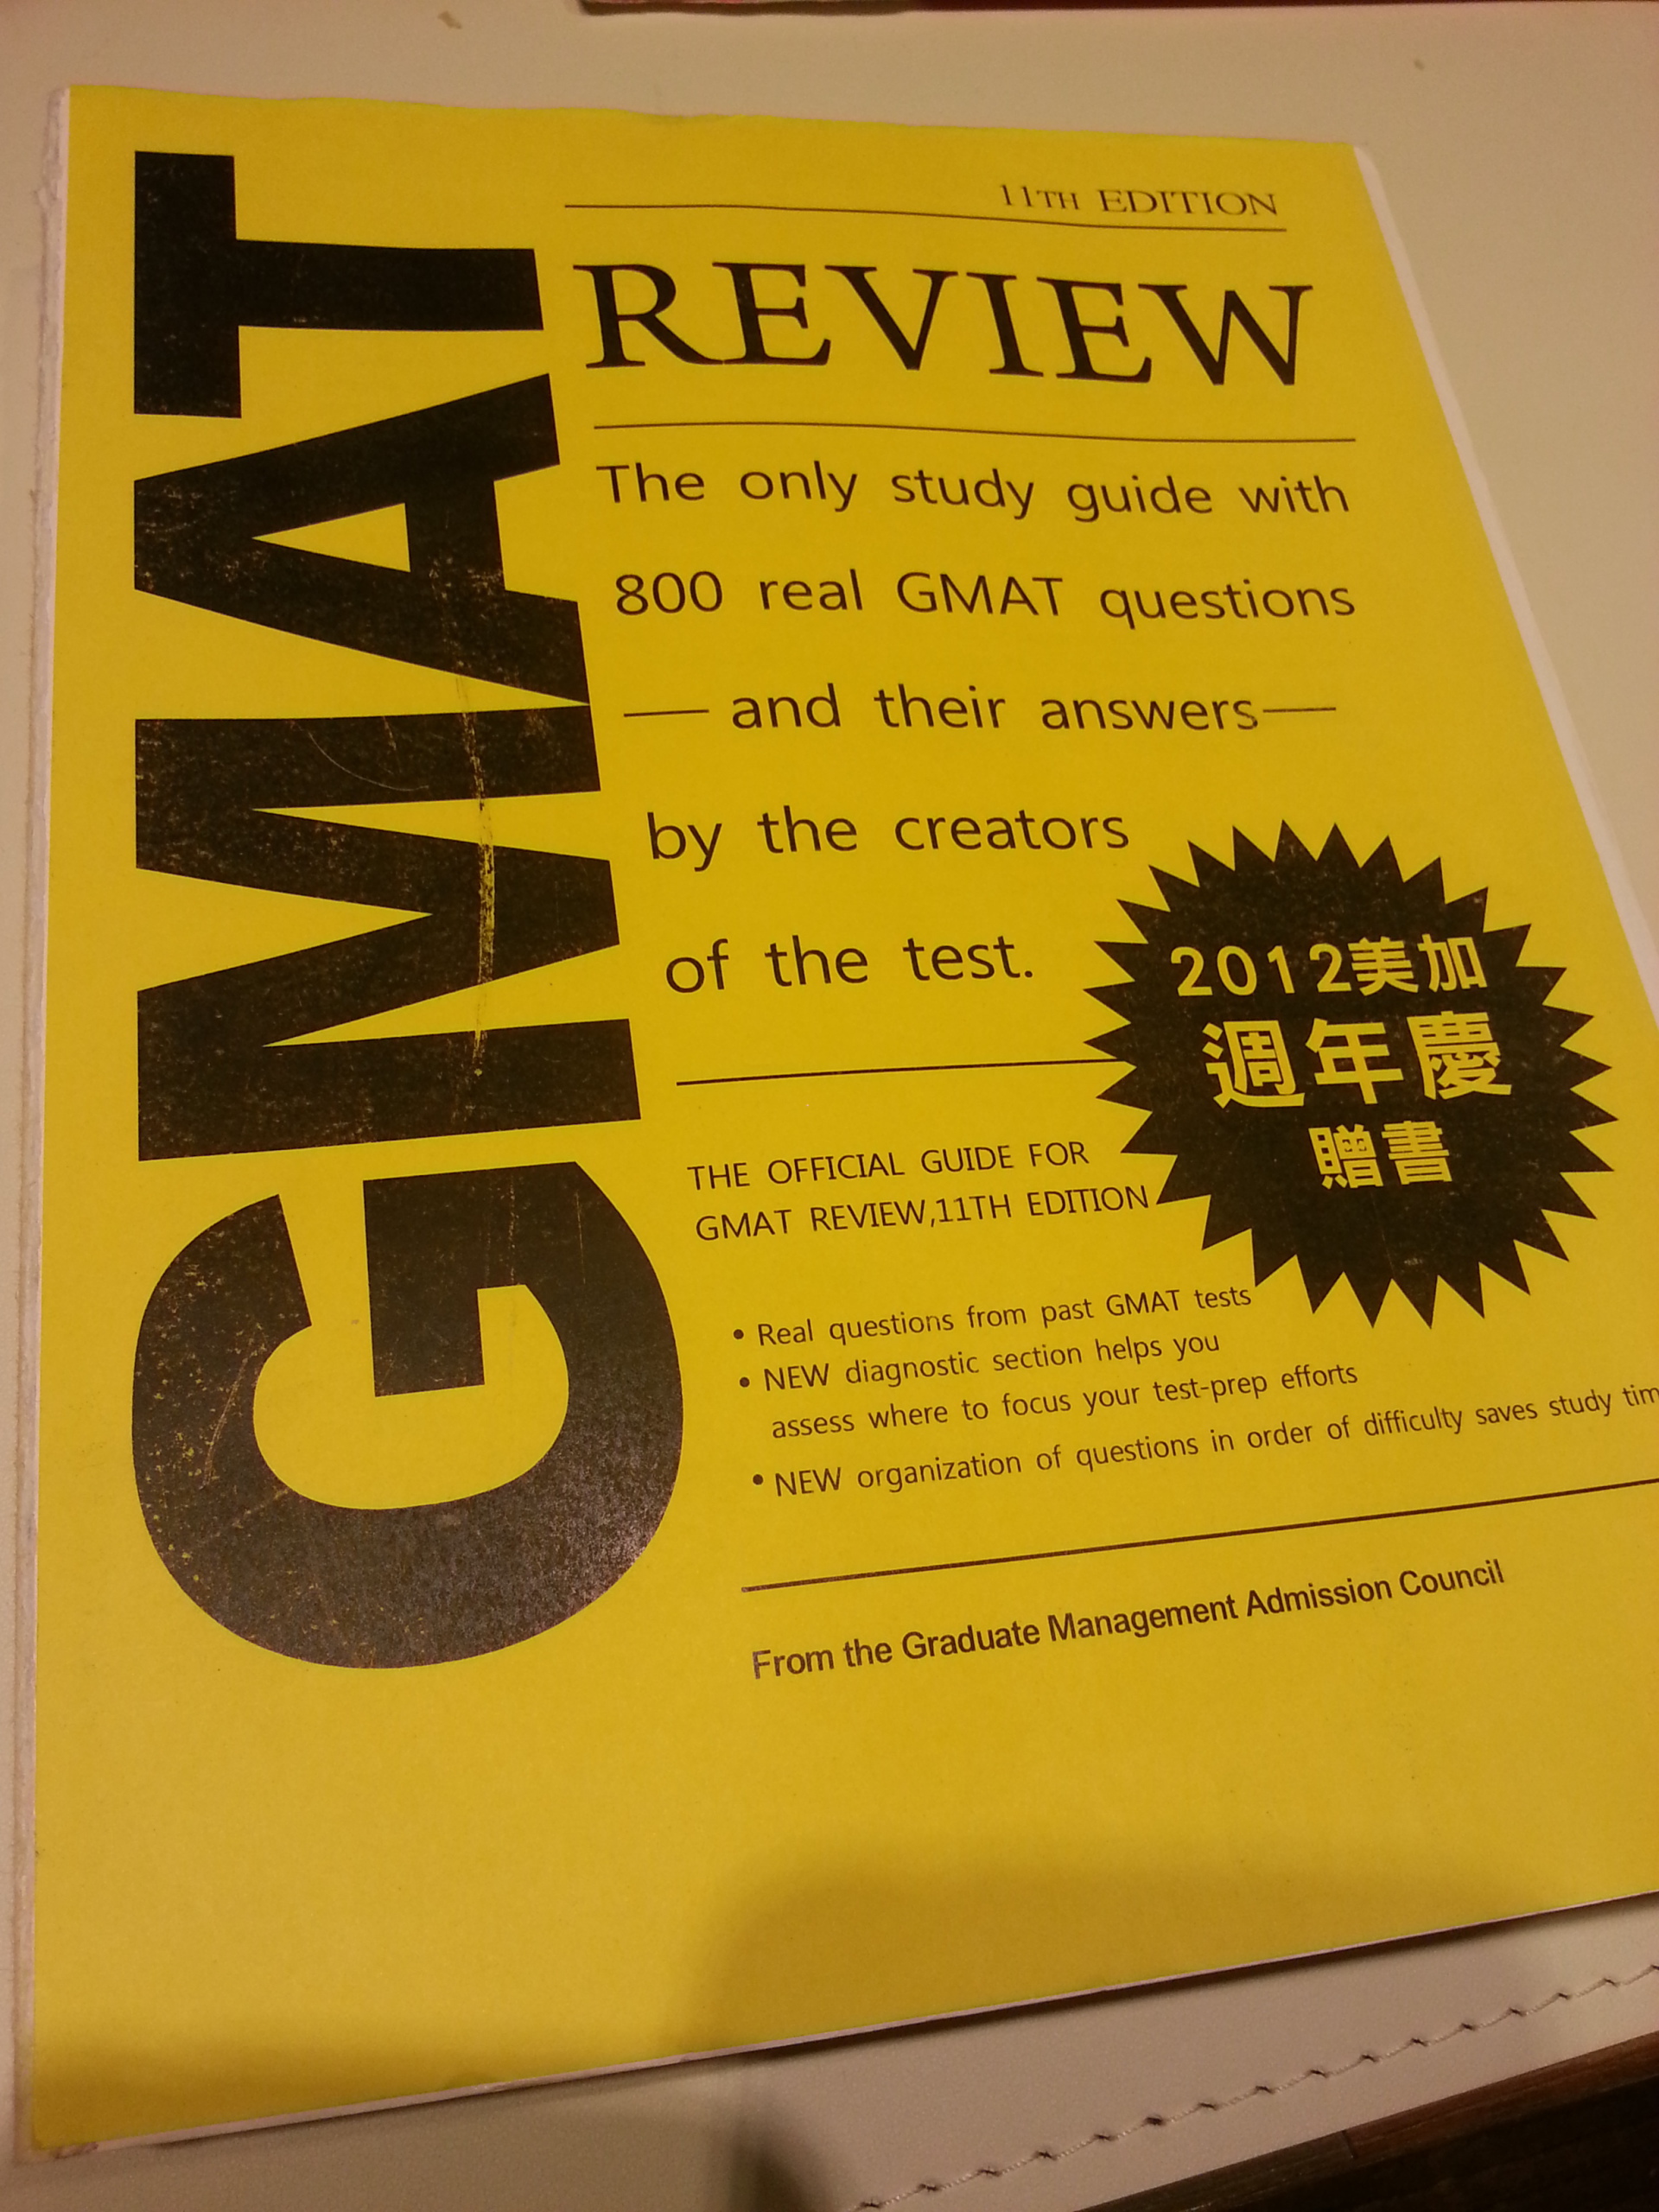 GMAT
11TH EDITION
REVIEW
The only study guide with
800 real GMAT questions
— and their answers —
by the creators
of the test.
2012美加
週年慶
贈書
THE OFFICIAL GUIDE FOR
GMAT REVIEW,11TH EDITION
• Real questions from past GMAT tests
• NEW diagnostic section helps you
assess where to focus your test-prep efforts
• NEW organization of questions in order of difficulty saves study tim
From the Graduate Management Admission Council